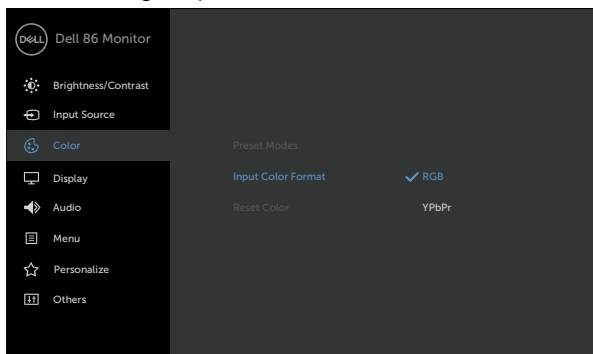 DELL Dell 86 Monitor
Brightness/Contrast
Input Source
Color Preset Modes
Display Input Color Format RGB
Audio Reset Color YPbPr
Menu
Personalize
Others